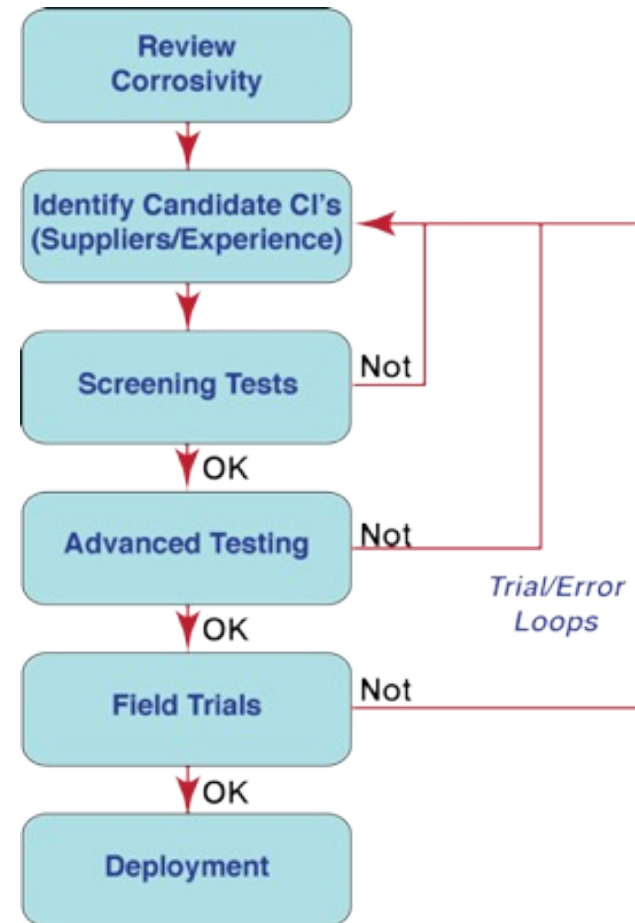 Review
Corrosivity
Identify Candidate CI's
(Suppliers/Experience)
Screening Tests
Not
OK
Advanced Testing
Not
Trial/Error
Loops
OK
Field Trials
Not
OK
Deployment